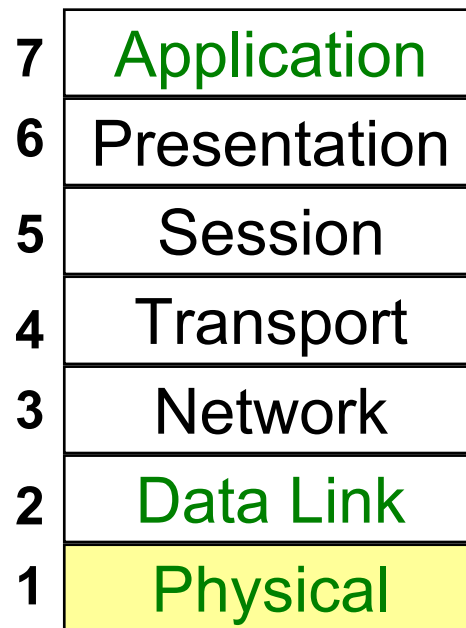 7 Application
6 Presentation
5 Session
4 Transport
3 Network
2 Data Link
1 Physical